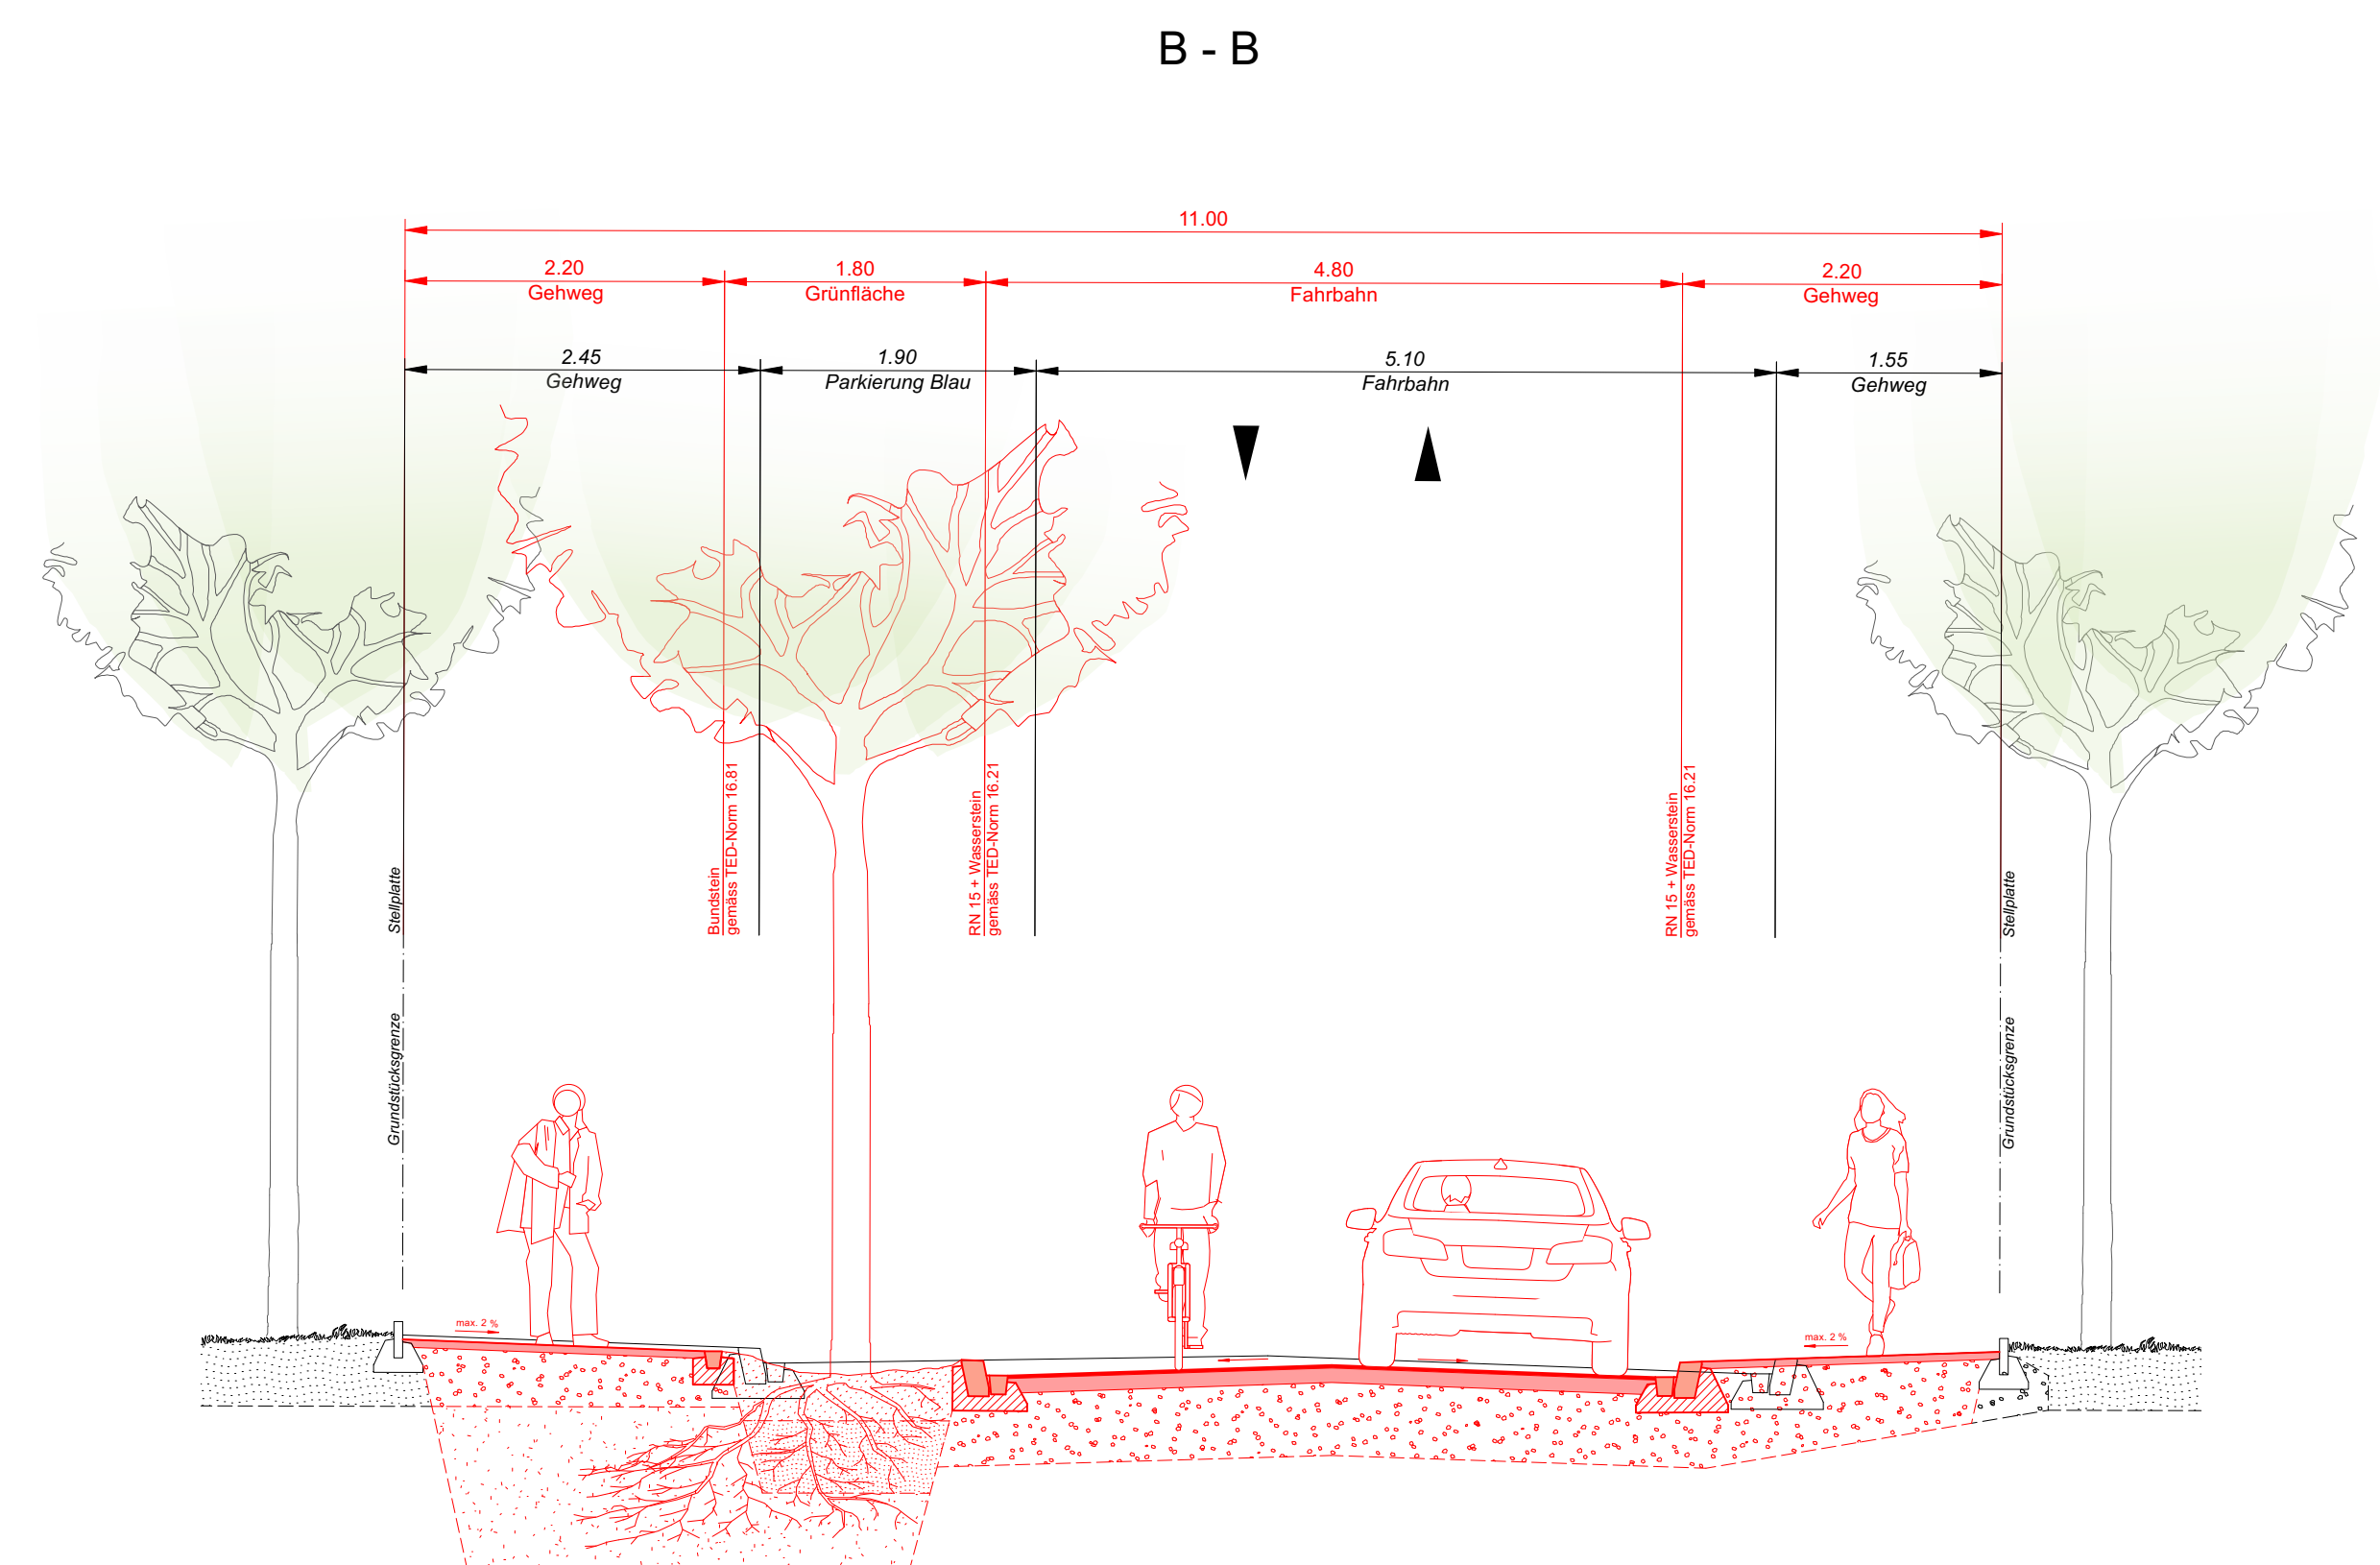 B - B
11.00
2.20
Gehweg
1.80
Grünfläche
4.80
Fahrbahn
2.20
Gehweg
2.45
Gehweg
1.90
Parkierung Blau
5.10
Fahrbahn
1.55
Gehweg
Stellplatte
Grundstücksgrenze
Bundstein
gemäss TED-Norm 16.81
RN 15 + Wasserstein
gemäss TED-Norm 16.21
RN 15 + Wasserstein
gemäss TED-Norm 16.21
Stellplatte
Grundstücksgrenze
max. 2 %
max. 2 %